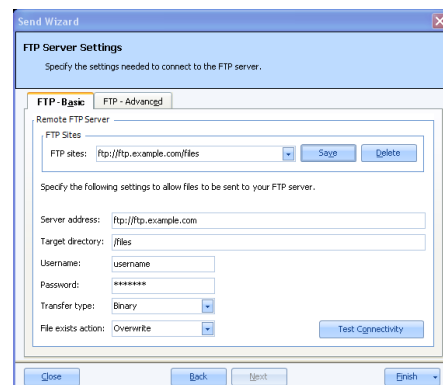 Send Wizard
FTP Server Settings
Specify the settings needed to connect to the FTP server.
FTP - Basic FTP - Advanced
Remote FTP Server
FTP Sites
FTP sites: ftp://ftp.example.com/files Save Delete
Specify the following settings to allow files to be sent to your FTP server.
Server address: ftp://ftp.example.com
Target directory: /files
Username: username
Password: *******
Transfer type: Binary
File exists action: Overwrite Test Connectivity
Close Back Next Finish